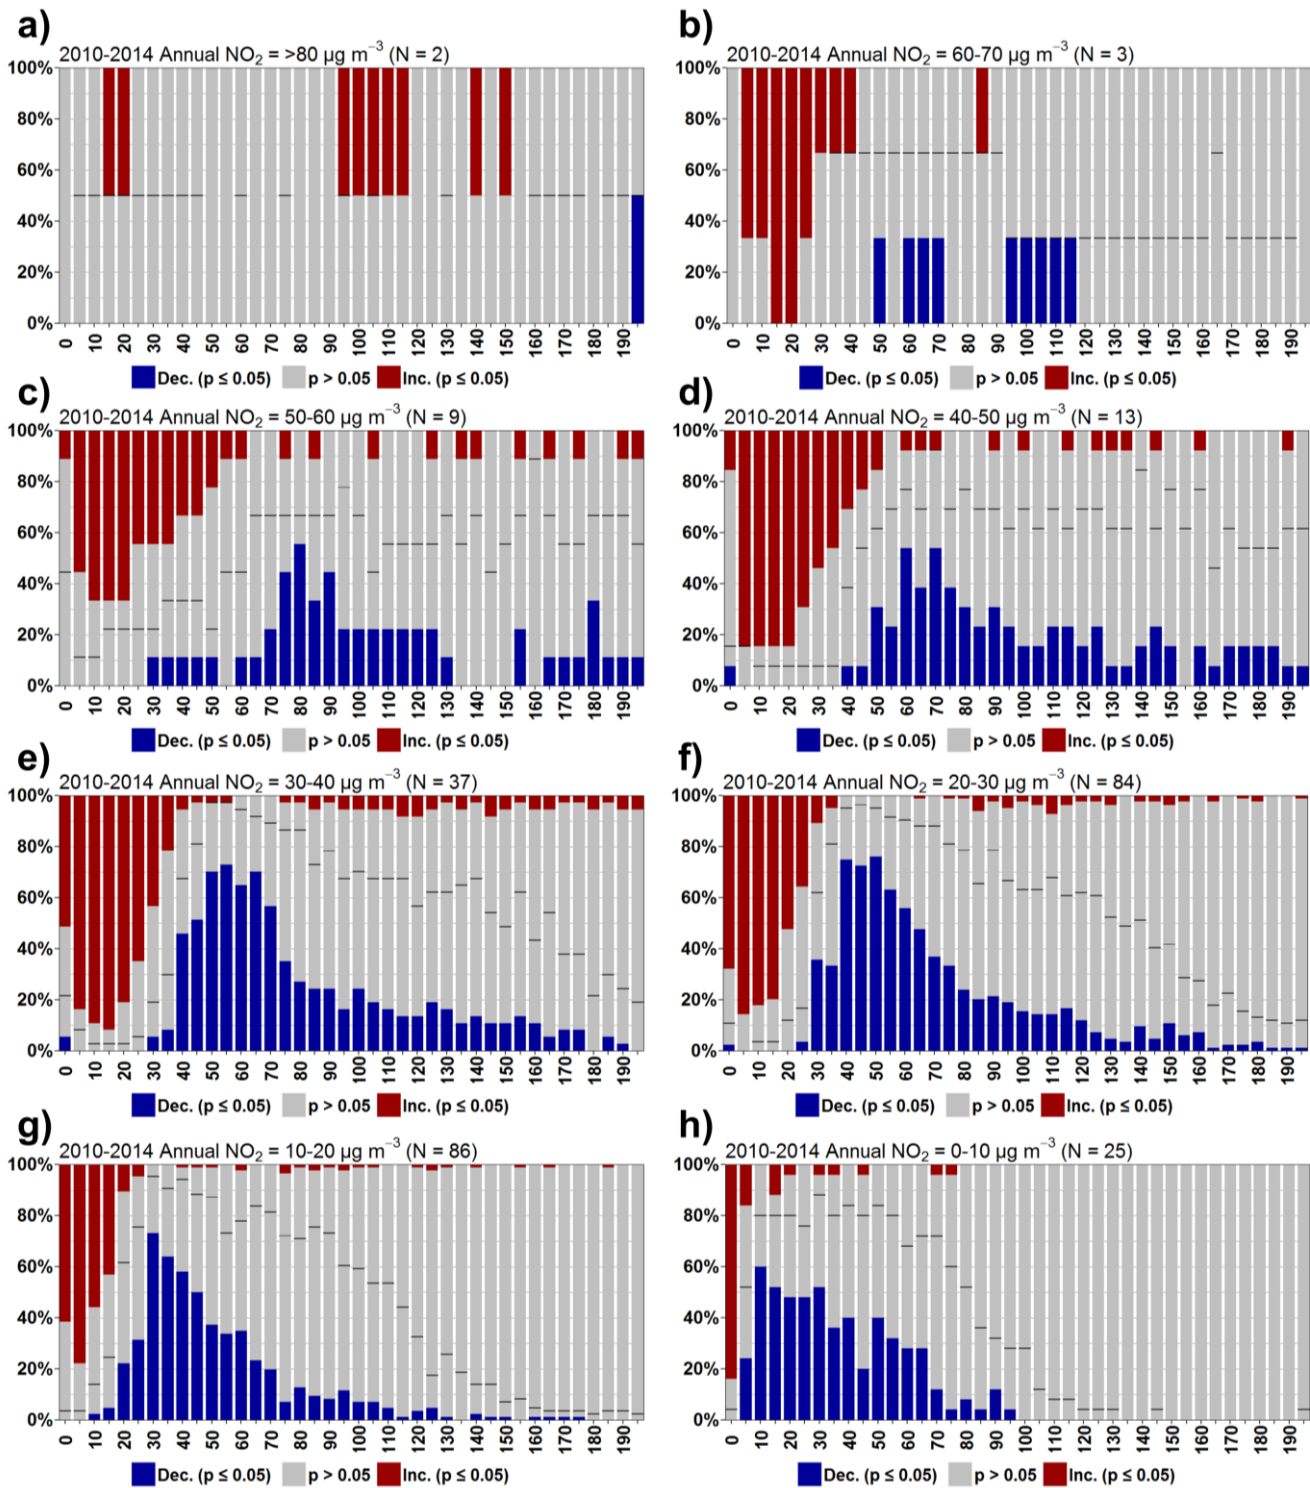 a)
2010-2014 Annual NO₂ = >80 µg m⁻³ (N = 2)
100%
80%
60%
40%
20%
0%
0 10 20 30 40 50 60 70 80 90 100 110 120 130 140 150 160 170 180 190
Dec. (p ≤ 0.05) p > 0.05 Inc. (p ≤ 0.05)
b)
2010-2014 Annual NO₂ = 60-70 µg m⁻³ (N = 3)
100%
80%
60%
40%
20%
0%
0 10 20 30 40 50 60 70 80 90 100 110 120 130 140 150 160 170 180 190
Dec. (p ≤ 0.05) p > 0.05 Inc. (p ≤ 0.05)
c)
2010-2014 Annual NO₂ = 50-60 µg m⁻³ (N = 9)
100%
80%
60%
40%
20%
0%
0 10 20 30 40 50 60 70 80 90 100 110 120 130 140 150 160 170 180 190
Dec. (p ≤ 0.05) p > 0.05 Inc. (p ≤ 0.05)
d)
2010-2014 Annual NO₂ = 40-50 µg m⁻³ (N = 13)
100%
80%
60%
40%
20%
0%
0 10 20 30 40 50 60 70 80 90 100 110 120 130 140 150 160 170 180 190
Dec. (p ≤ 0.05) p > 0.05 Inc. (p ≤ 0.05)
e)
2010-2014 Annual NO₂ = 30-40 µg m⁻³ (N = 37)
100%
80%
60%
40%
20%
0%
0 10 20 30 40 50 60 70 80 90 100 110 120 130 140 150 160 170 180 190
Dec. (p ≤ 0.05) p > 0.05 Inc. (p ≤ 0.05)
f)
2010-2014 Annual NO₂ = 20-30 µg m⁻³ (N = 84)
100%
80%
60%
40%
20%
0%
0 10 20 30 40 50 60 70 80 90 100 110 120 130 140 150 160 170 180 190
Dec. (p ≤ 0.05) p > 0.05 Inc. (p ≤ 0.05)
g)
2010-2014 Annual NO₂ = 10-20 µg m⁻³ (N = 86)
100%
80%
60%
40%
20%
0%
0 10 20 30 40 50 60 70 80 90 100 110 120 130 140 150 160 170 180 190
Dec. (p ≤ 0.05) p > 0.05 Inc. (p ≤ 0.05)
h)
2010-2014 Annual NO₂ = 0-10 µg m⁻³ (N = 25)
100%
80%
60%
40%
20%
0%
0 10 20 30 40 50 60 70 80 90 100 110 120 130 140 150 160 170 180 190
Dec. (p ≤ 0.05) p > 0.05 Inc. (p ≤ 0.05)